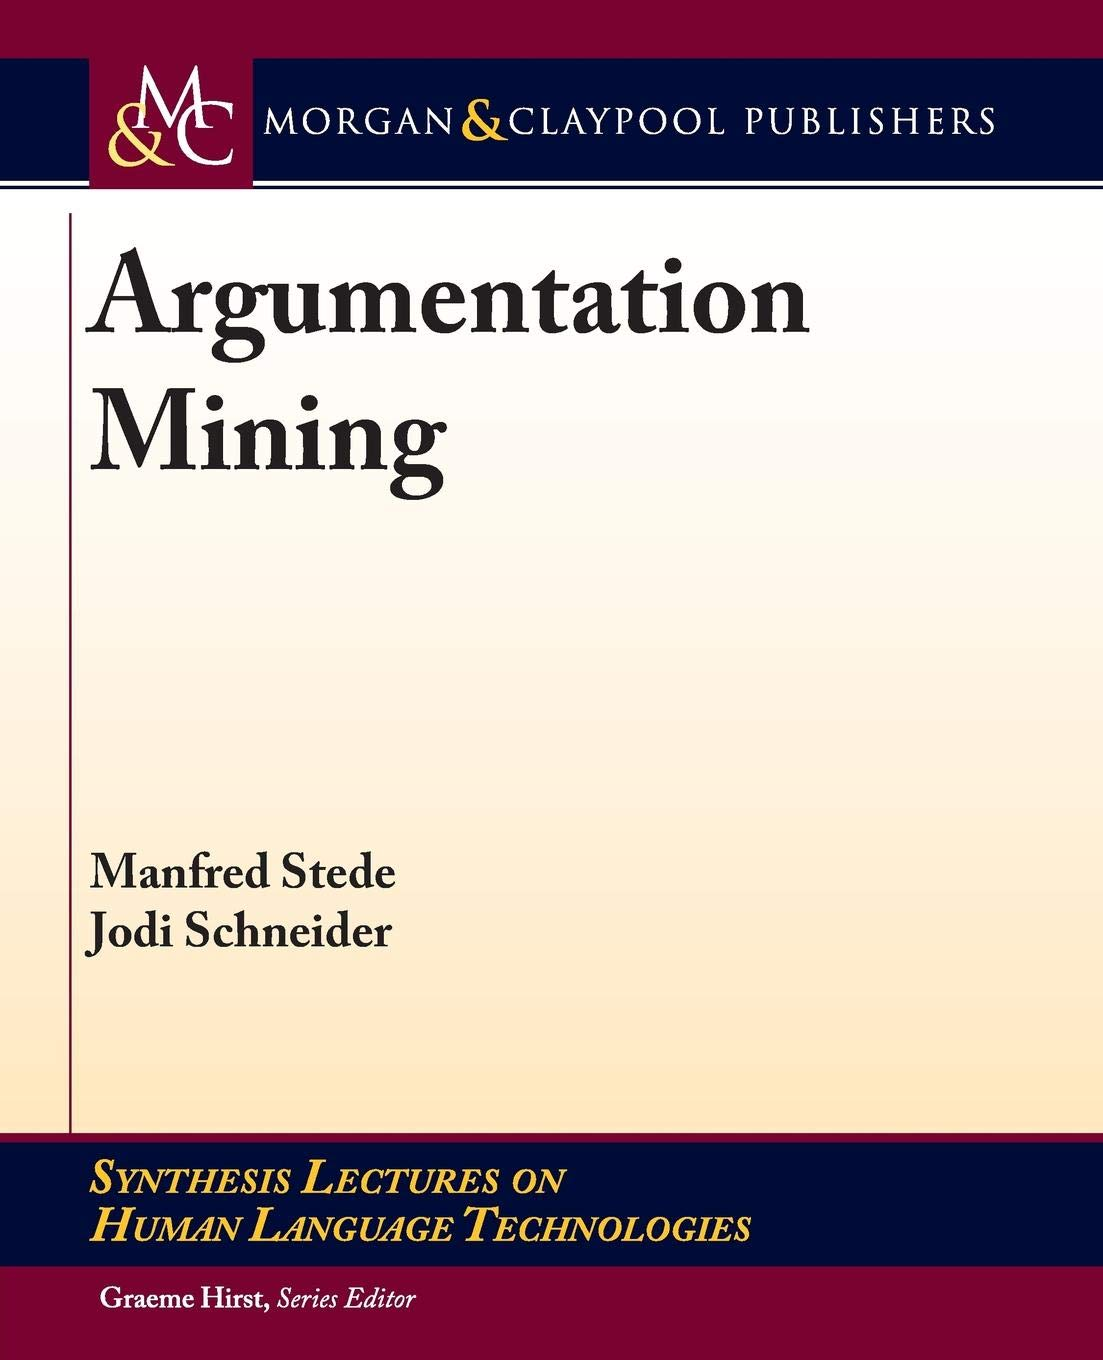 M&C MORGAN & CLAYPOOL PUBLISHERS
Argumentation
Mining
Manfred Stede
Jodi Schneider
SYNTHESIS LECTURES ON
HUMAN LANGUAGE TECHNOLOGIES
Graeme Hirst, Series Editor